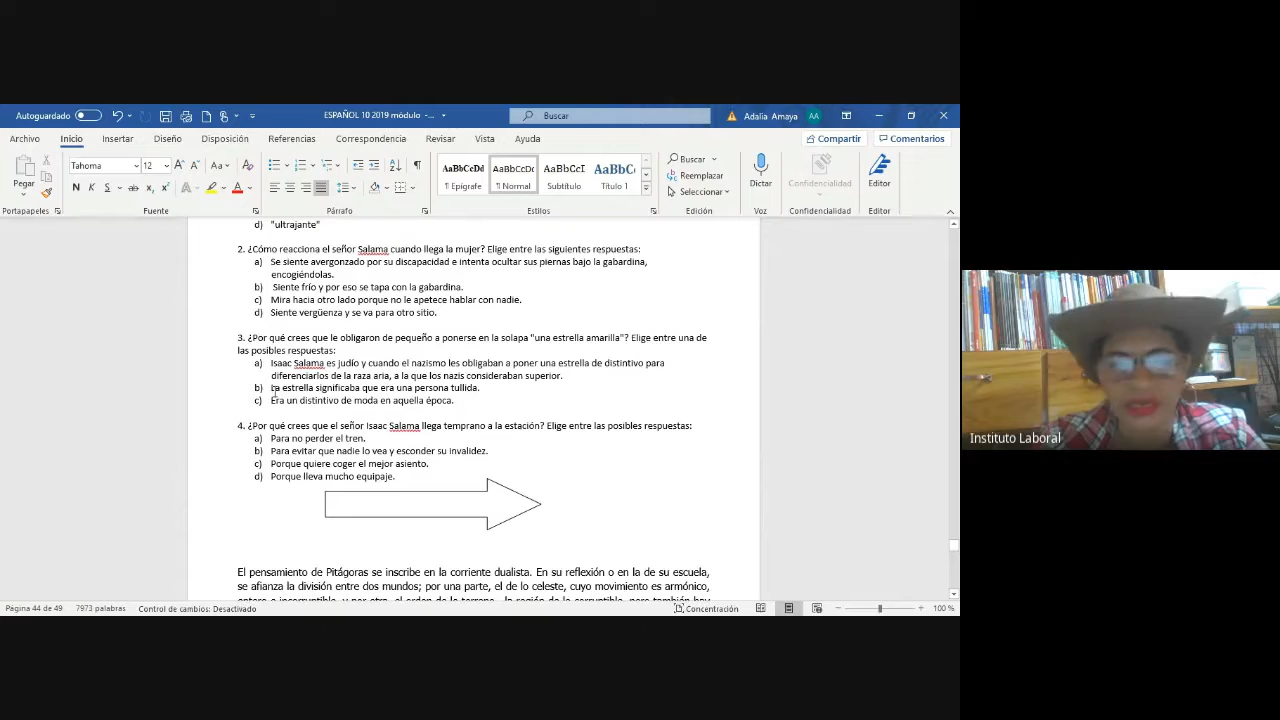 Autoguardado
ESPAÑOL 10 2019 módulo -...
Buscar
Adalia Amaya
AA
Archivo Inicio Insertar Diseño Disposición Referencias Correspondencia Revisar Vista Ayuda
Compartir Comentarios
Tahoma 12
Pegar
N K S
AaBbCcDd AaBbCcDc AaBbCcI AaBbC
¶ Epígrafe ¶ Normal Subtítulo Título 1
Buscar
Reemplazar
Seleccionar
Dictar
Confidencialidad
Editor
Portapapeles Fuente Párrafo Estilos Edición Voz Confidencialidad Editor
d) "ultrajante"
2. ¿Cómo reacciona el señor Salama cuando llega la mujer? Elige entre las siguientes respuestas:
a) Se siente avergonzado por su discapacidad e intenta ocultar sus piernas bajo la gabardina,
encogiéndolas.
b) Siente frío y por eso se tapa con la gabardina.
c) Mira hacia otro lado porque no le apetece hablar con nadie.
d) Siente vergüenza y se va para otro sitio.
3. ¿Por qué crees que le obligaron de pequeño a ponerse en la solapa "una estrella amarilla"? Elige entre una de
las posibles respuestas:
a) Isaac Salama es judío y cuando el nazismo les obligaban a poner una estrella de distintivo para
diferenciarlos de la raza aria, a la que los nazis consideraban superior.
b) La estrella significaba que era una persona tullida.
c) Era un distintivo de moda en aquella época.
4. ¿Por qué crees que el señor Isaac Salama llega temprano a la estación? Elige entre las posibles respuestas:
a) Para no perder el tren.
b) Para evitar que nadie lo vea y esconder su invalidez.
c) Porque quiere coger el mejor asiento.
d) Porque lleva mucho equipaje.
El pensamiento de Pitágoras se inscribe en la corriente dualista. En su reflexión o en la de su escuela,
se afianza la división entre dos mundos; por una parte, el de lo celeste, cuyo movimiento es armónico,
Página 44 de 49 7973 palabras Control de cambios: Desactivado
Concentración
100 %
Instituto Laboral